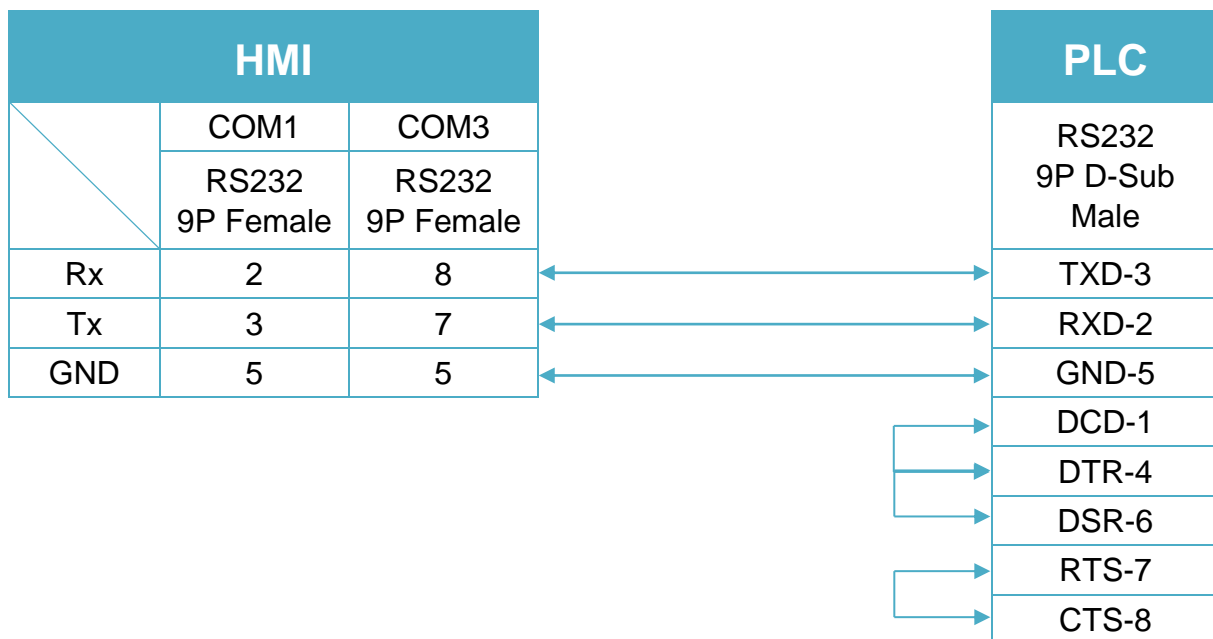 HMI
PLC
COM1 COM3
RS232
9P Female
RS232
9P Female
RS232
9P D-Sub
Male
Rx 2 8 TXD-3
Tx 3 7 RXD-2
GND 5 5 GND-5
DCD-1
DTR-4
DSR-6
RTS-7
CTS-8